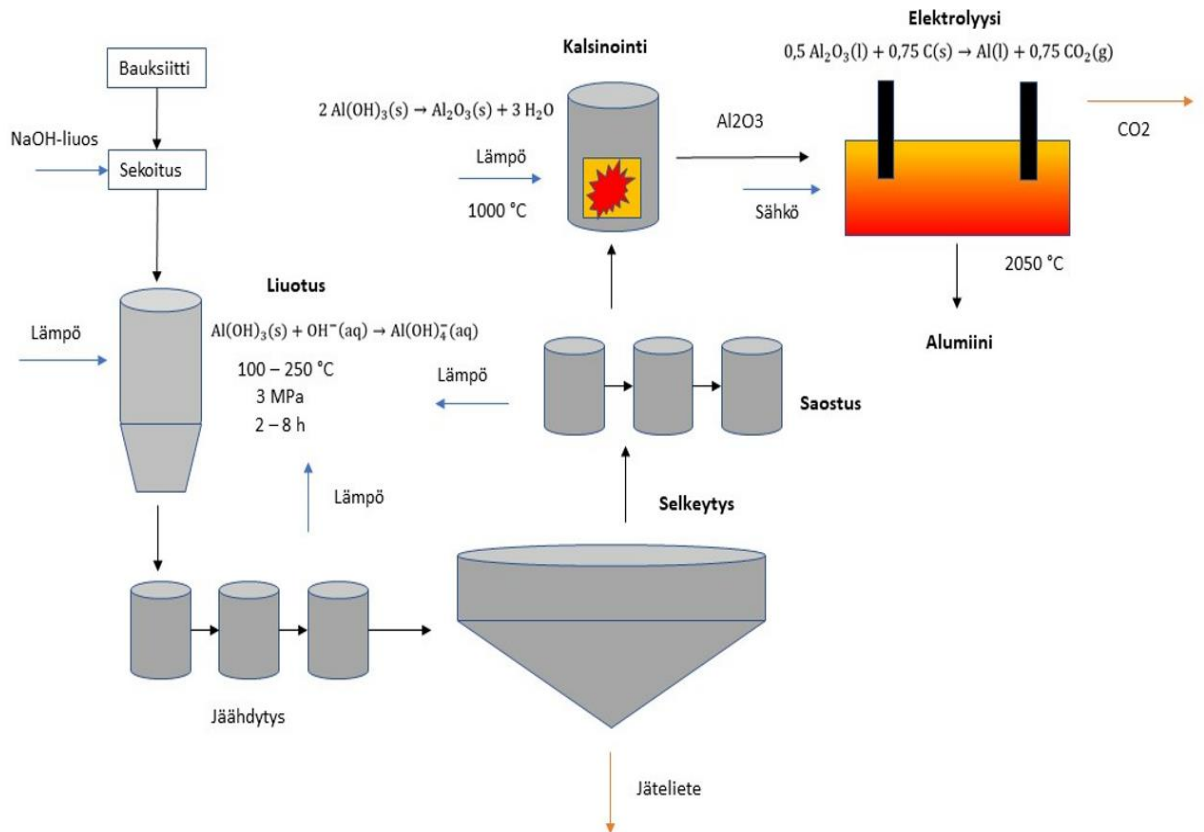 Bauksiitti
NaOH-liuos
Sekoitus
Lämpö
Liuotus
Al(OH)₃(s) + OH⁻(aq) → Al(OH)₄⁻(aq)
100 – 250 °C
3 MPa
2 – 8 h
Lämpö
Jäähdytys
Selkeytys
Jäteliete
Lämpö
Saostus
Kalsinointi
2 Al(OH)₃(s) → Al₂O₃(s) + 3 H₂O
Lämpö
1000 °C
Al2O3
Elektrolyysi
0,5 Al₂O₃(l) + 0,75 C(s) → Al(l) + 0,75 CO₂(g)
Sähkö
2050 °C
CO2
Alumiini